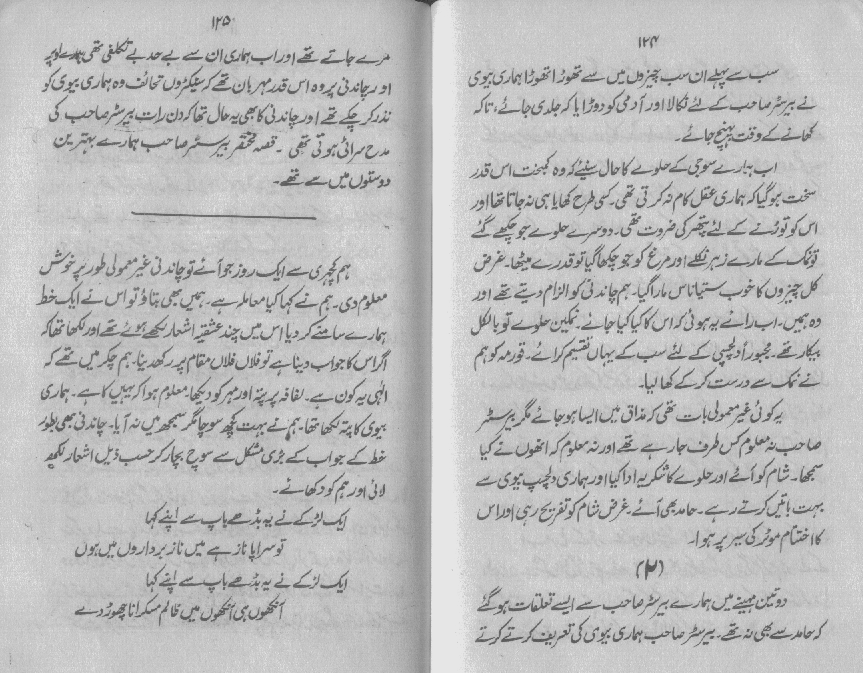 ۱۲۴
سب سے پہلے ان سب چیزوں میں سے تھوڑا تھوڑا ہماری بیوی
نے بیرسٹر صاحب کے لئے نکالا اور آدمی کو دوڑایا کہ جلدی جائے، تاکہ
کھانے کے وقت پہنچ جائے۔
اب ہمارے سوجی کے حلوے کا حال سنیئے کہ وہ کمبخت اس قدر
سخت ہو گیا کہ ہماری عقل کام نہ کرتی تھی۔ کسی طرح کھایا ہی نہ جاتا تھا اور
اس کو توڑنے کے لئے پتھر کی ضروت تھی۔ دوسرے حلوے جو چکھے گئے
تو نمک کے مارے زہر نکلے اور مرغ کو جو چکھا گیا تو قدرے میٹھا۔ غرض
کل چیزوں کا خوب ستیاناس مارا گیا۔ ہم چاندنی کو الزام دیتے تھے اور
وہ ہمیں۔ اب رائے یہ ہوئی کہ اس کا کیا کیا جائے۔ نمکین حلوے تو بالکل
بیکار تھے۔ مجبوراً دلچسپی کے لئے سب کے یہاں تقسیم کرائے۔ قورمہ کو ہم
نے نمک سے درست کر کے کھا لیا۔
یہ کوئی غیر معمولی بات تھی کہ مذاق میں ایسا ہو جائے مگر بیرسٹر
صاحب نہ معلوم کس طرف جا رہے تھے اور نہ معلوم کہ انھوں نے کیا
سمجھا۔ شام کو آئے اور حلوے کا شکریہ ادا کیا اور ہماری دلچسپ بیوی سے
بہت باتیں کرتے رہے۔ حامد بھی آئے۔ غرض شام کو تفریح رہی اور اس
کا اختتام موٹر کی سیر پر ہوا۔
(۲)
دو تین مہینے میں ہمارے بیرسٹر صاحب سے ایسے تعلقات ہو گئے
کہ حامد سے بھی نہ تھے۔ بیرسٹر صاحب ہماری بیوی کی تعریف کرتے کرتے
۱۲۵
مرے جاتے تھے اور اب ہماری ان سے بے حد بے تکلفی تھی ہمارے اوپر
اور چاندنی پر وہ اس قدر مہربان تھے کہ سینکڑوں تحائف وہ ہماری بیوی کو
نذر کر چکے تھے اور چاندنی کا بھی یہ حال تھا کہ دن رات بیرسٹر صاحب کی
مدح سرائی ہوتی تھی۔ قصہ مختصر بیرسٹر صاحب ہمارے بہترین
دوستوں میں سے تھے۔
ہم کچہری سے ایک روز جو آئے تو چاندنی غیر معمولی طور پر خوش
معلوم دی۔ ہم نے کہا کیا معاملہ ہے۔ ہمیں بھی بتاؤ تو اس نے ایک خط
ہمارے سامنے کر دیا اس میں چند عشقیہ اشعار لکھے ہوئے تھے اور لکھا تھا کہ
اگر اس کا جواب دینا ہے تو فلاں فلاں مقام پر رکھ دینا۔ ہم چکر میں تھے کہ
الٰہی یہ کون ہے۔ لفافہ پر پتہ اور مہر کو دیکھا۔ معلوم ہوا کہ یہیں کا ہے۔ ہماری
بیوی کا پتہ لکھا تھا۔ ہم نے بہت کچھ سوچا مگر سمجھ میں نہ آیا۔ چاندنی بھی بطور
خط کے جواب کے بڑی مشکل سے سوچ بچار کر حسب ذیل اشعار لکھ
لائی اور ہم کو دکھائے۔
ایک لڑکے نے یہ بڈھے باپ سے اپنے کہا
تو سراپا ناز ہے میں ناز برداروں میں ہوں
ایک لڑکے نے یہ بڈھے باپ سے اپنے کہا
آنکھوں ہی آنکھوں میں ظالم مسکرانا چھوڑ دے